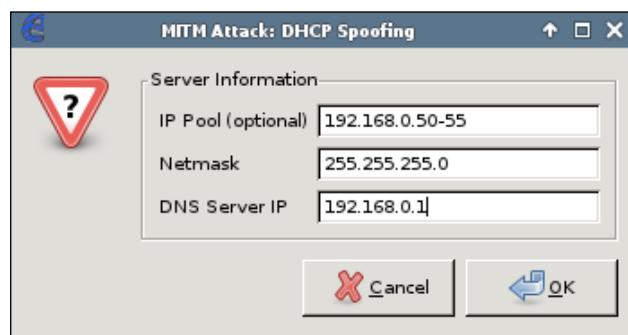 MITM Attack: DHCP Spoofing
?
Server Information
IP Pool (optional) 192.168.0.50-55
Netmask 255.255.255.0
DNS Server IP 192.168.0.1
Cancel OK